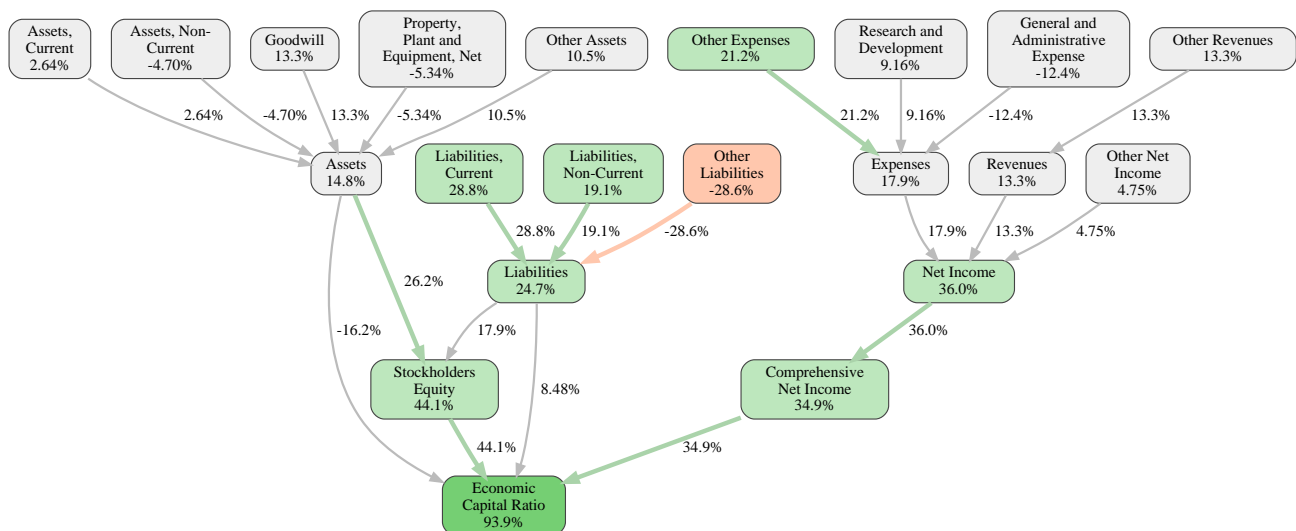 Assets,
Current
2.64%
Assets, Non-
Current
-4.70%
Goodwill
13.3%
Property,
Plant and
Equipment, Net
-5.34%
Other Assets
10.5%
Other Expenses
21.2%
Research and
Development
9.16%
General and
Administrative
Expense
-12.4%
Other Revenues
13.3%
2.64%
-4.70%
13.3%
-5.34%
10.5%
21.2%
9.16%
-12.4%
13.3%
Assets
14.8%
Liabilities,
Current
28.8%
Liabilities,
Non-Current
19.1%
Other
Liabilities
-28.6%
Expenses
17.9%
Revenues
13.3%
Other Net
Income
4.75%
28.8%
19.1%
-28.6%
17.9%
13.3%
4.75%
Liabilities
24.7%
Net Income
36.0%
26.2%
-16.2%
17.9%
36.0%
Stockholders
Equity
44.1%
8.48%
Comprehensive
Net Income
34.9%
44.1%
34.9%
Economic
Capital Ratio
93.9%